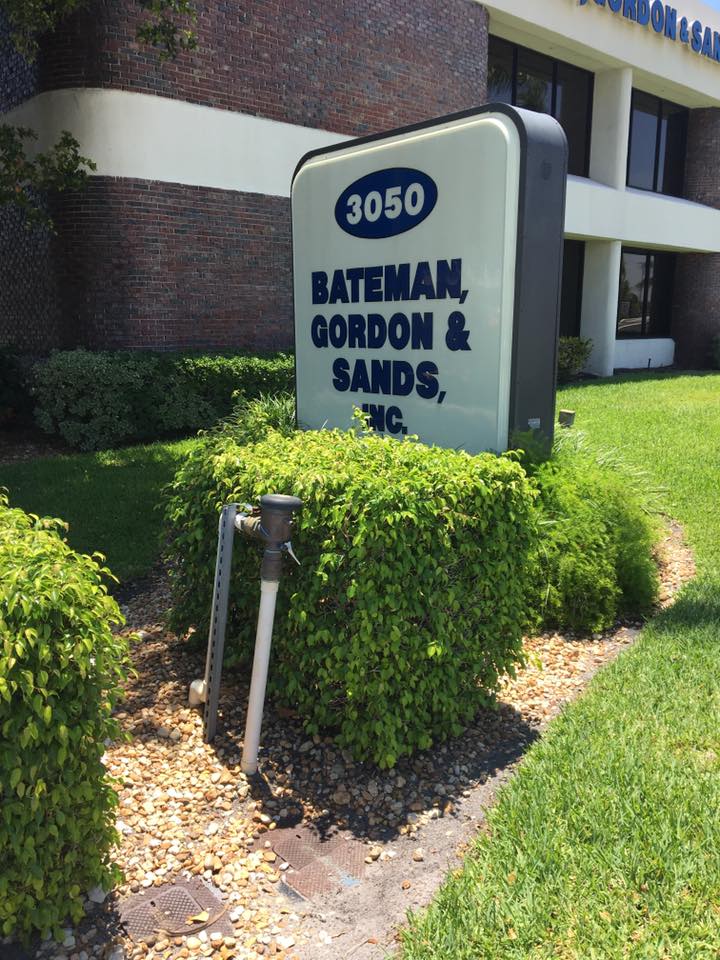 GORDON & SAN
3050
BATEMAN,
GORDON &
SANDS,
INC.